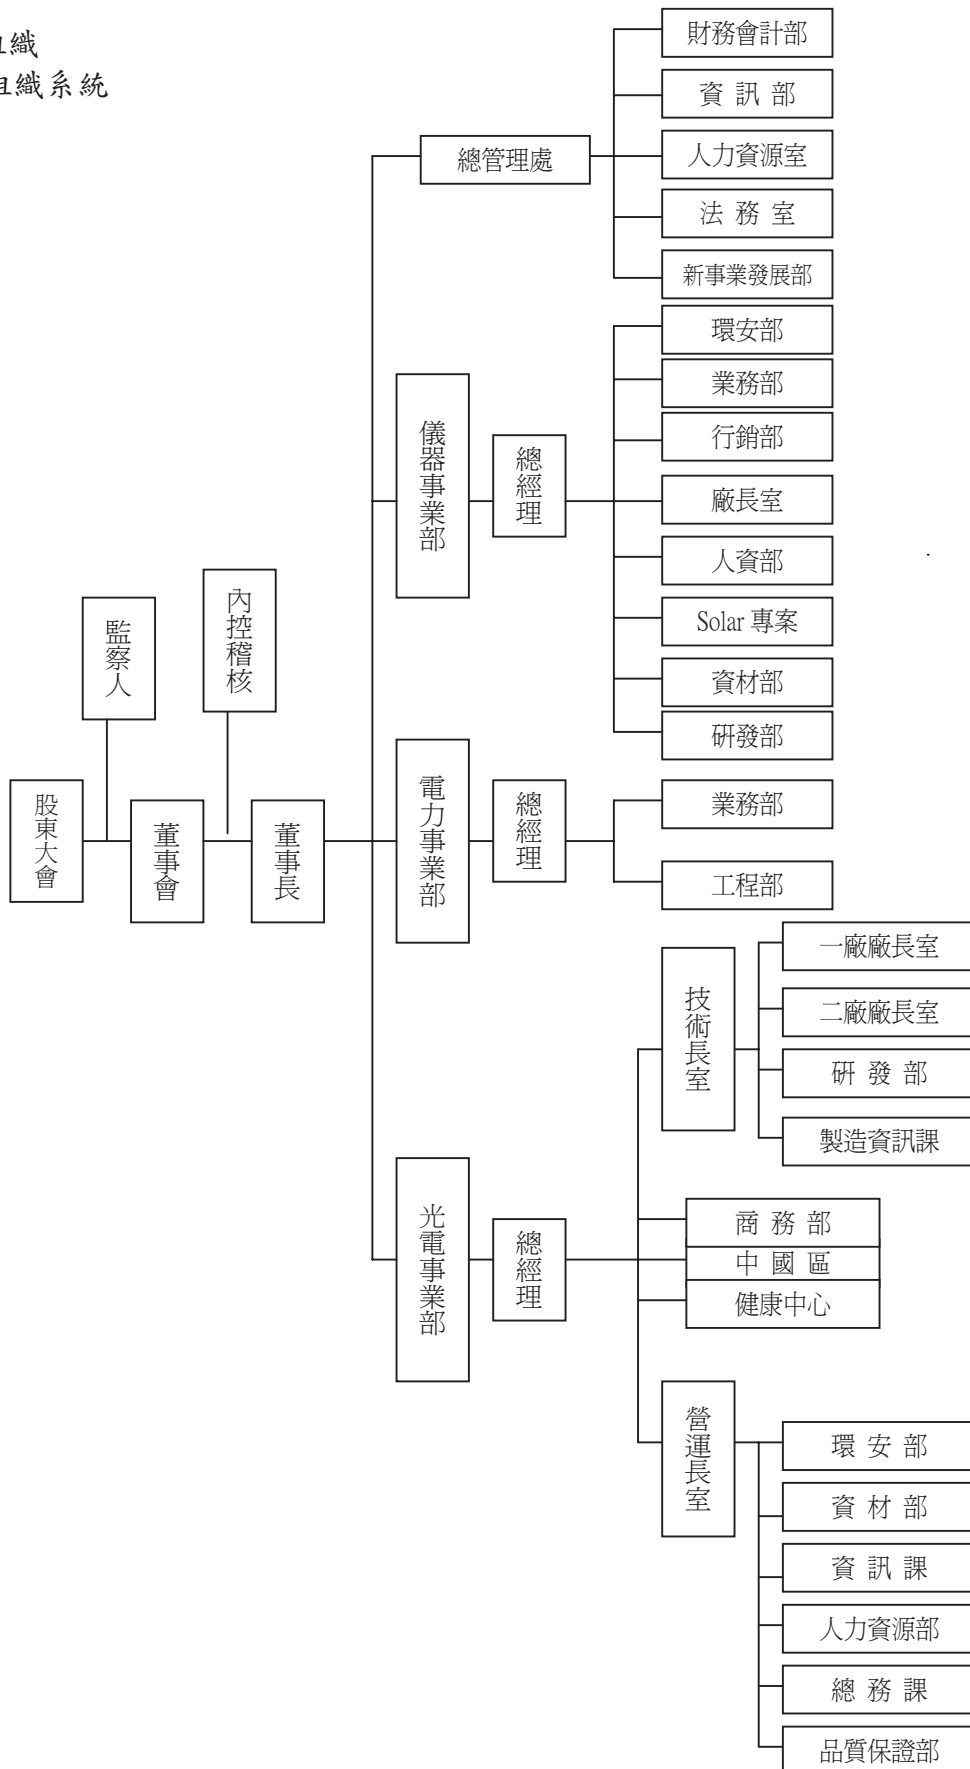 組織
組織系統
財務會計部
資訊部
總管理處
人力資源室
法務室
新事業發展部
環安部
業務部
儀器事業部
總經理
行銷部
廠長室
人資部
Solar 專案
資材部
研發部
監察人
內控稽核
股東大會
董事會
董事長
電力事業部
總經理
業務部
工程部
技術長室
一廠廠長室
二廠廠長室
研發部
製造資訊課
光電事業部
總經理
商務部
中國區
健康中心
營運長室
環安部
資材部
資訊課
人力資源部
總務課
品質保證部